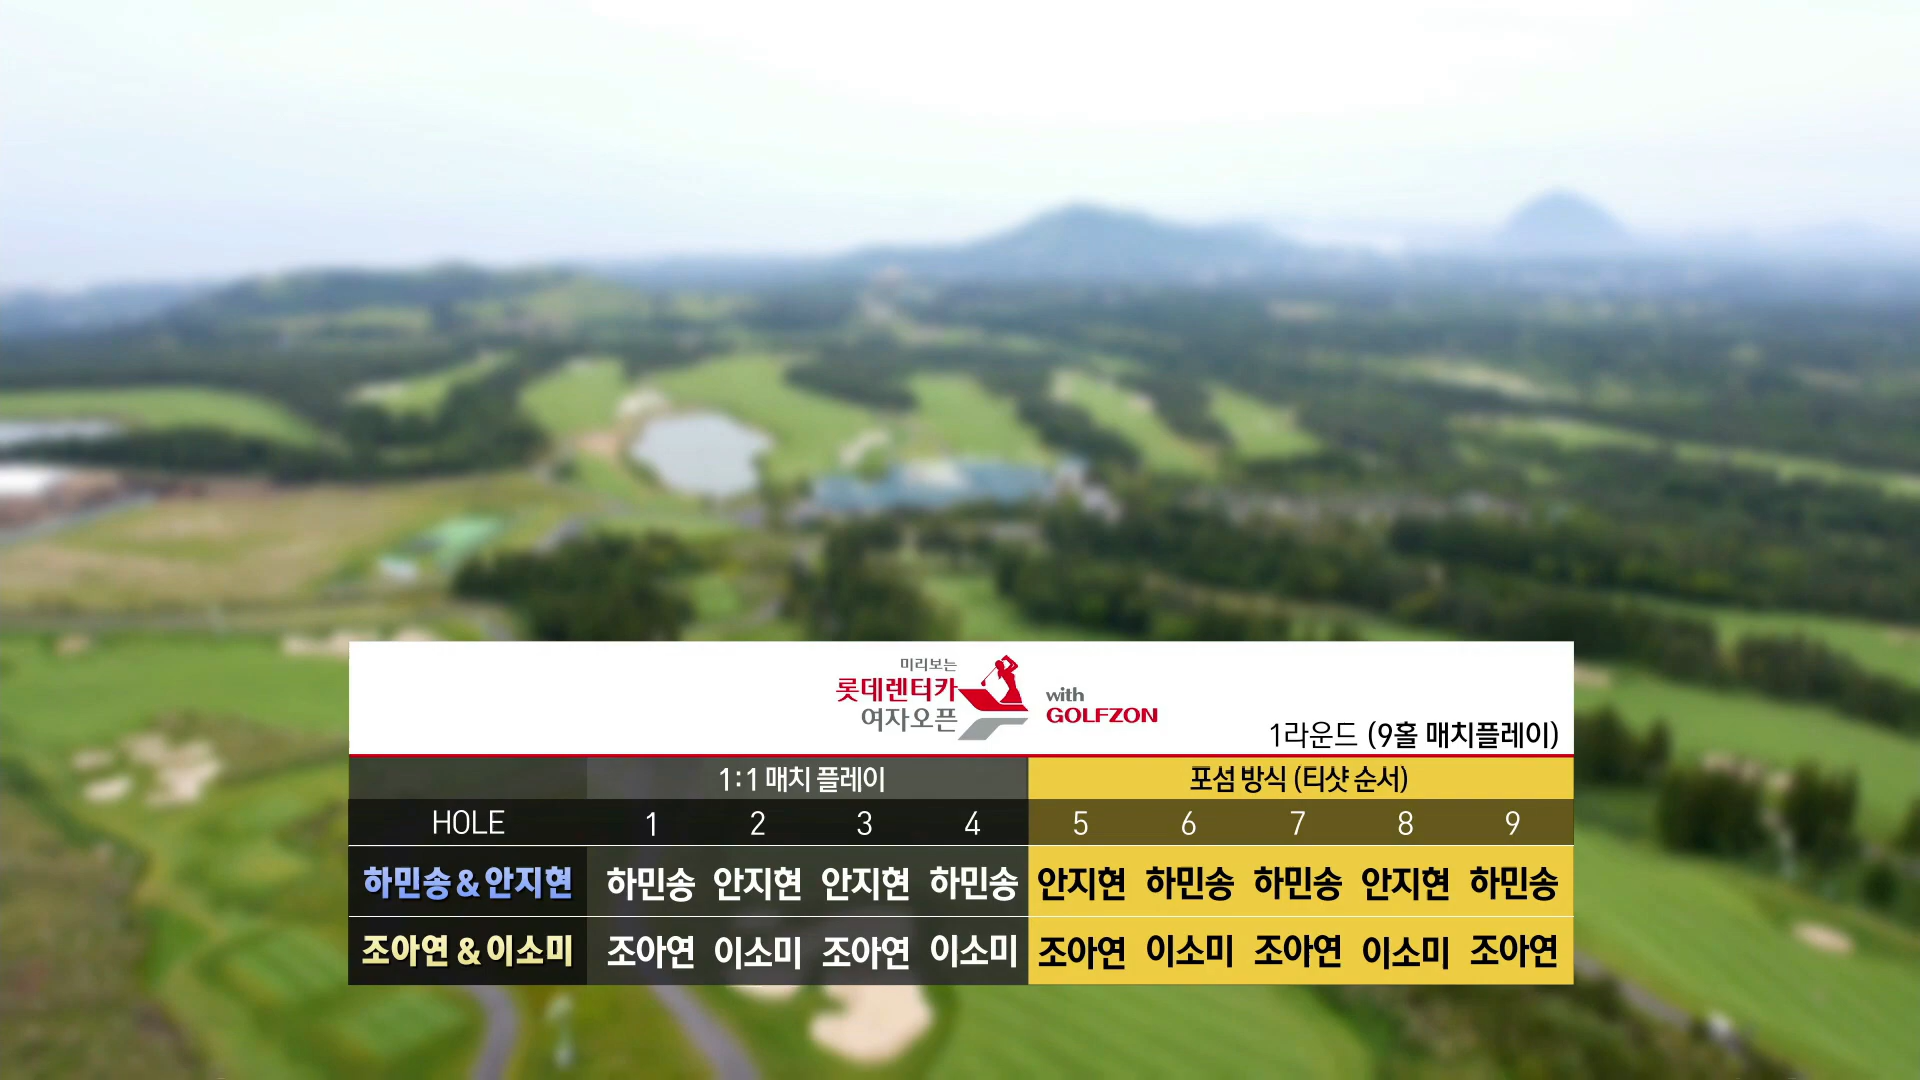 미리보는
롯데렌터카
여자오픈
with
GOLFZON
1라운드 (9홀 매치플레이)
1:1 매치 플레이 포섬 방식 (티샷 순서)
HOLE 1 2 3 4 5 6 7 8 9
하민송 & 안지현 하민송 안지현 안지현 하민송 안지현 하민송 하민송 안지현 하민송
조아연 & 이소미 조아연 이소미 조아연 이소미 조아연 이소미 조아연 이소미 조아연